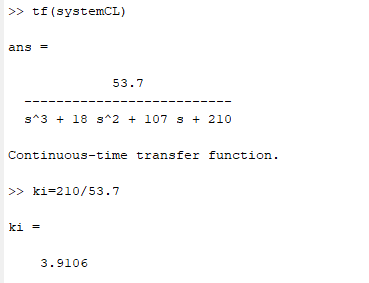 >> tf(systemCL)
ans =
53.7
---------------------------
s^3 + 18 s^2 + 107 s + 210
Continuous-time transfer function.
>> ki=210/53.7
ki =
3.9106